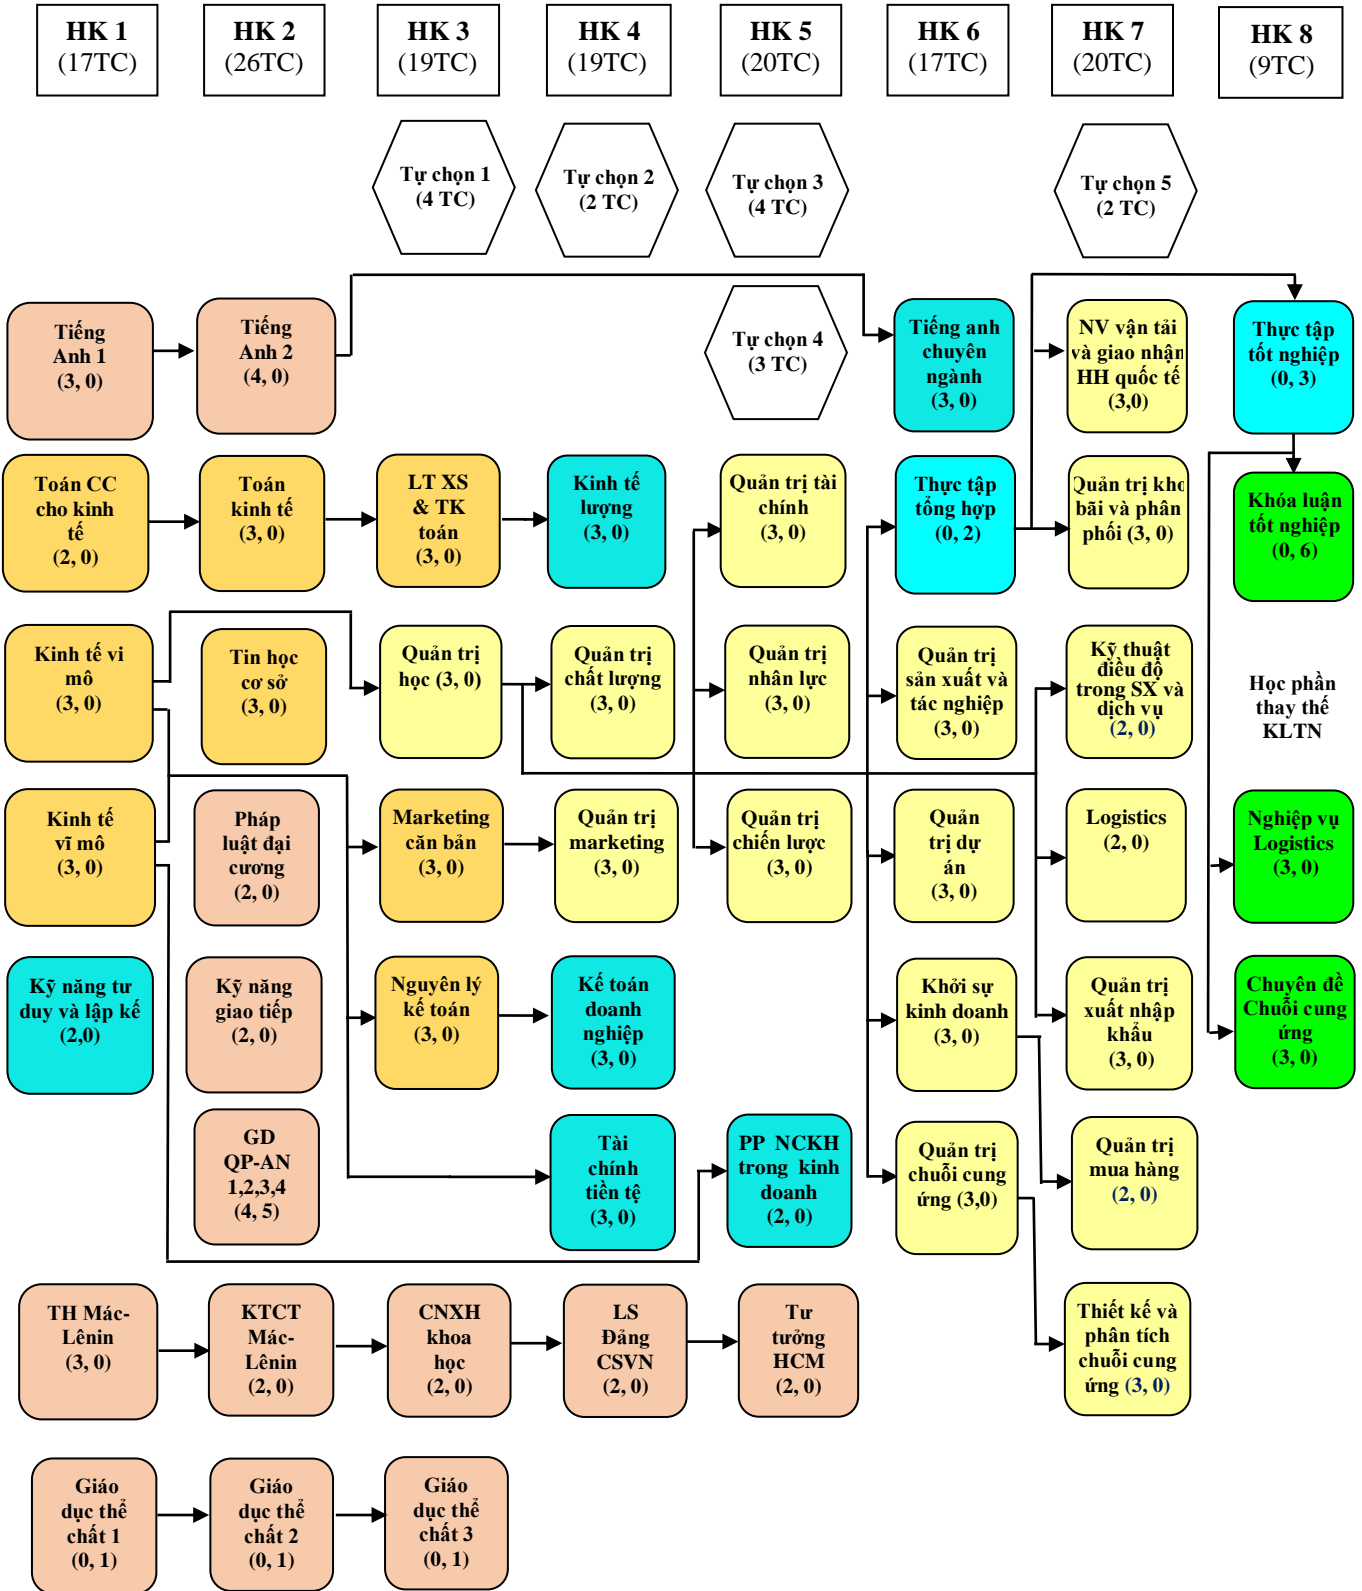 HK 1
(17TC)
HK 2
(26TC)
HK 3
(19TC)
HK 4
(19TC)
HK 5
(20TC)
HK 6
(17TC)
HK 7
(20TC)
HK 8
(9TC)
Tự chọn 1
(4 TC)
Tự chọn 2
(2 TC)
Tự chọn 3
(4 TC)
Tự chọn 5
(2 TC)
Tiếng
Anh 1
(3, 0)
Tiếng
Anh 2
(4, 0)
Tự chọn 4
(3 TC)
Tiếng anh
chuyên
ngành
(3, 0)
NV vận tải
và giao nhận
HH quốc tế
(3,0)
Thực tập
tốt nghiệp
(0, 3)
Toán CC
cho kinh
tế
(2, 0)
Toán
kinh tế
(3, 0)
LT XS
& TK
toán
(3, 0)
Kinh tế
lượng
(3, 0)
Quản trị tài
chính
(3, 0)
Thực tập
tổng hợp
(0, 2)
Quản trị kho
bãi và phân
phối (3, 0)
Khóa luận
tốt nghiệp
(0, 6)
Kinh tế vi
mô
(3, 0)
Tin học
cơ sở
(3, 0)
Quản trị
học (3, 0)
Quản trị
chất lượng
(3, 0)
Quản trị
nhân lực
(3, 0)
Quản trị
sản xuất và
tác nghiệp
(3, 0)
Kỹ thuật
điều độ
trong SX và
dịch vụ
(2, 0)
Học phần
thay thế
KLTN
Kinh tế
vĩ mô
(3, 0)
Pháp
luật đại
cương
(2, 0)
Marketing
căn bản
(3, 0)
Quản trị
marketing
(3, 0)
Quản trị
chiến lược
(3, 0)
Quản
trị dự
án
(3, 0)
Logistics
(2, 0)
Nghiệp vụ
Logistics
(3, 0)
Kỹ năng tư
duy và lập kế
(2,0)
Kỹ năng
giao tiếp
(2, 0)
Nguyên lý
kế toán
(3, 0)
Kế toán
doanh
nghiệp
(3, 0)
Khởi sự
kinh doanh
(3, 0)
Quản trị
xuất nhập
khẩu
(3, 0)
Chuyên đề
Chuỗi cung
ứng
(3, 0)
GD
QP-AN
1,2,3,4
(4, 5)
Tài
chính
tiền tệ
(3, 0)
PP NCKH
trong kinh
doanh
(2, 0)
Quản trị
chuỗi cung
ứng (3,0)
Quản trị
mua hàng
(2, 0)
TH Mác-
Lênin
(3, 0)
KTCT
Mác-
Lênin
(2, 0)
CNXH
khoa
học
(2, 0)
LS
Đảng
CSVN
(2, 0)
Tư
tưởng
HCM
(2, 0)
Thiết kế và
phân tích
chuỗi cung
ứng (3, 0)
Giáo
dục thể
chất 1
(0, 1)
Giáo
dục thể
chất 2
(0, 1)
Giáo
dục thể
chất 3
(0, 1)